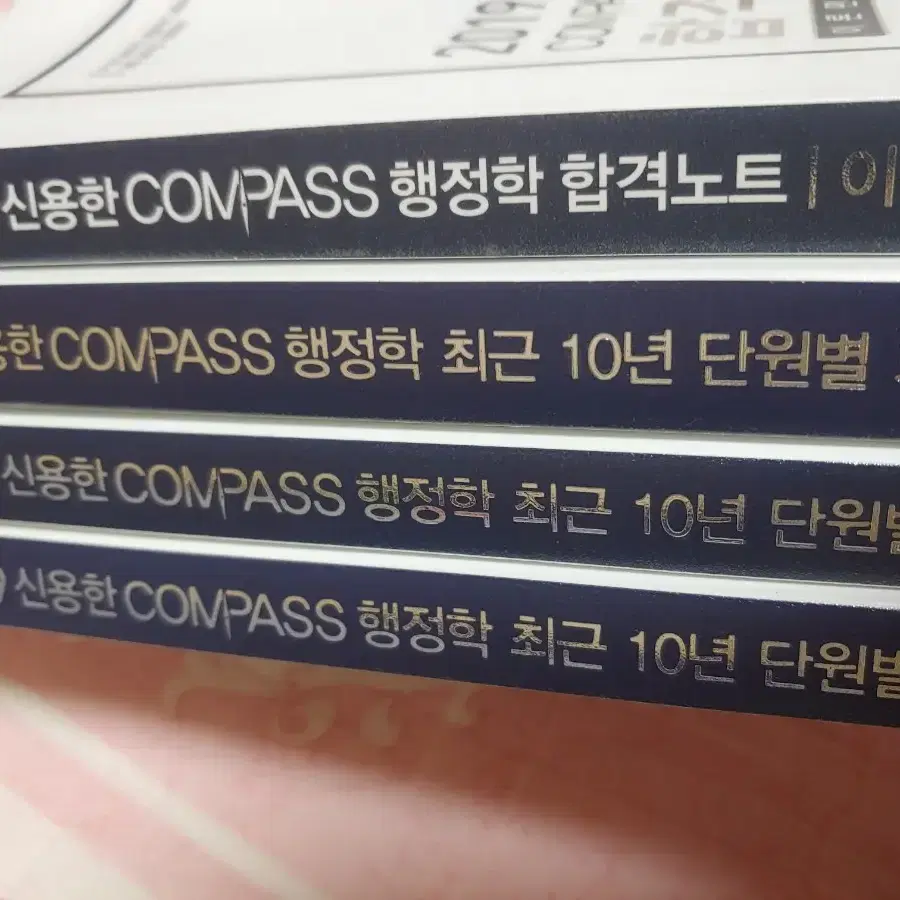 2019
신용한 COMPASS 행정학 합격노트 | 이
용한 COMPASS 행정학 최근 10년 단원별
신용한 COMPASS 행정학 최근 10년 단원별
신용한 COMPASS 행정학 최근 10년 단원별